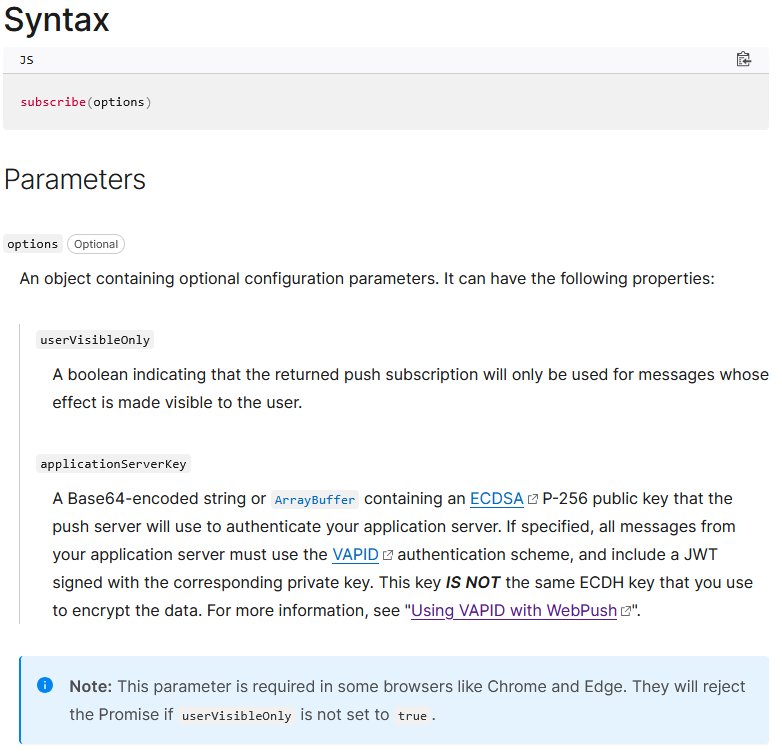 Syntax
JS
subscribe(options)
Parameters
options Optional
An object containing optional configuration parameters. It can have the following properties:
userVisibleOnly
A boolean indicating that the returned push subscription will only be used for messages whose
effect is made visible to the user.
applicationServerKey
A Base64-encoded string or ArrayBuffer containing an ECDSA P-256 public key that the
push server will use to authenticate your application server. If specified, all messages from
your application server must use the VAPID authentication scheme, and include a JWT
signed with the corresponding private key. This key IS NOT the same ECDH key that you use
to encrypt the data. For more information, see "Using VAPID with WebPush".
Note: This parameter is required in some browsers like Chrome and Edge. They will reject
the Promise if userVisibleOnly is not set to true.